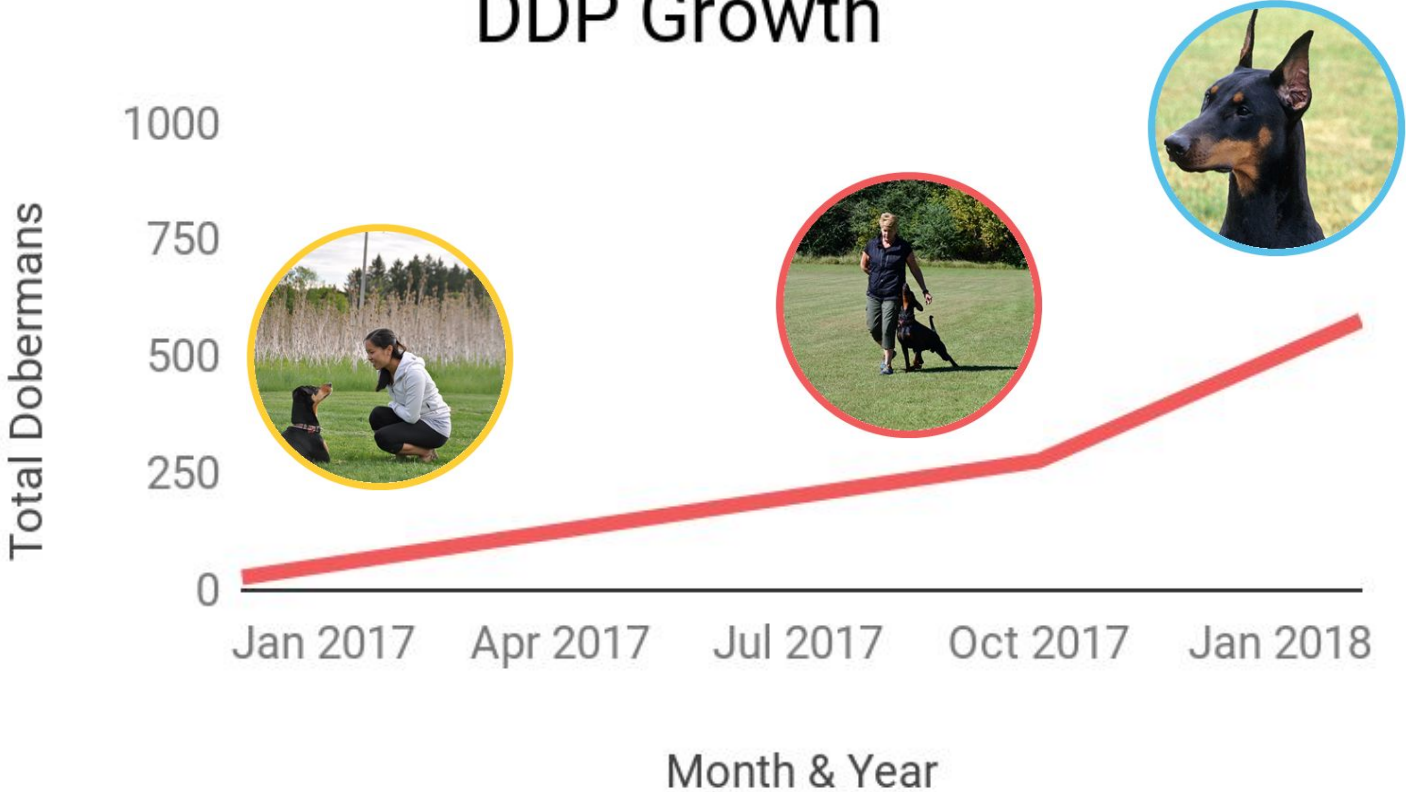 DDP Growth
1000
750
500
250
0
Total Dobermans
Jan 2017 Apr 2017 Jul 2017 Oct 2017 Jan 2018
Month & Year